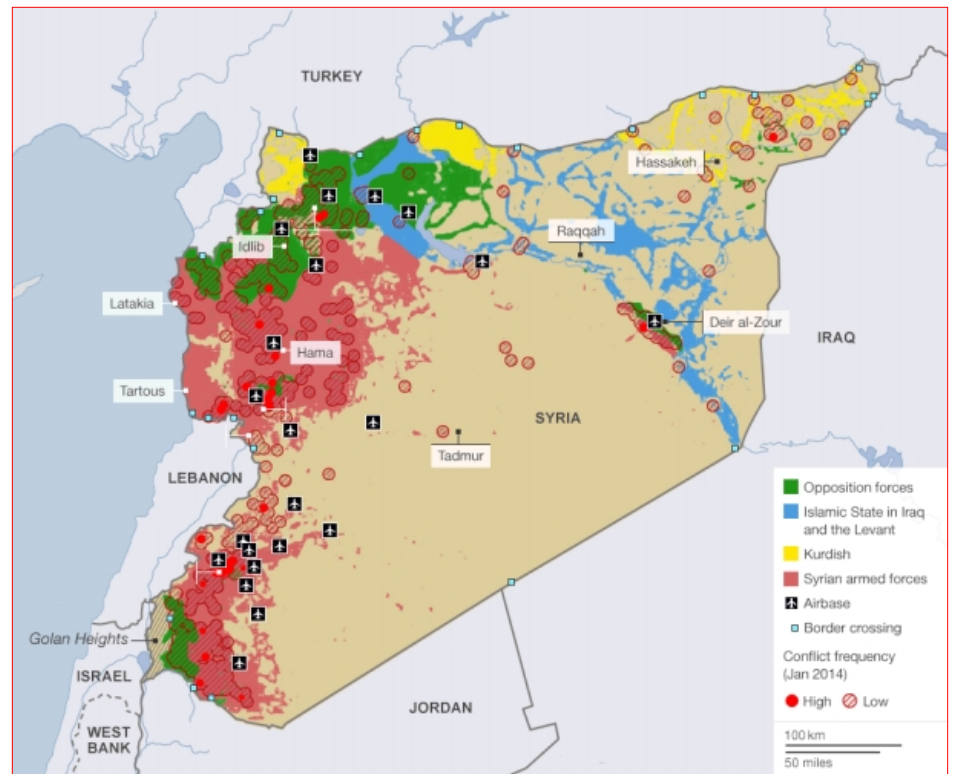 TURKEY
Hassakeh
Raqqah
Idlib
Latakia
Deir al-Zour
IRAQ
Hama
Tartous
SYRIA
Tadmur
LEBANON
Opposition forces
Islamic State in Iraq
and the Levant
Kurdish
Syrian armed forces
Airbase
Border crossing
Golan Heights
Conflict frequency
(Jan 2014)
ISRAEL
High Low
JORDAN
WEST
BANK
100 km
50 miles